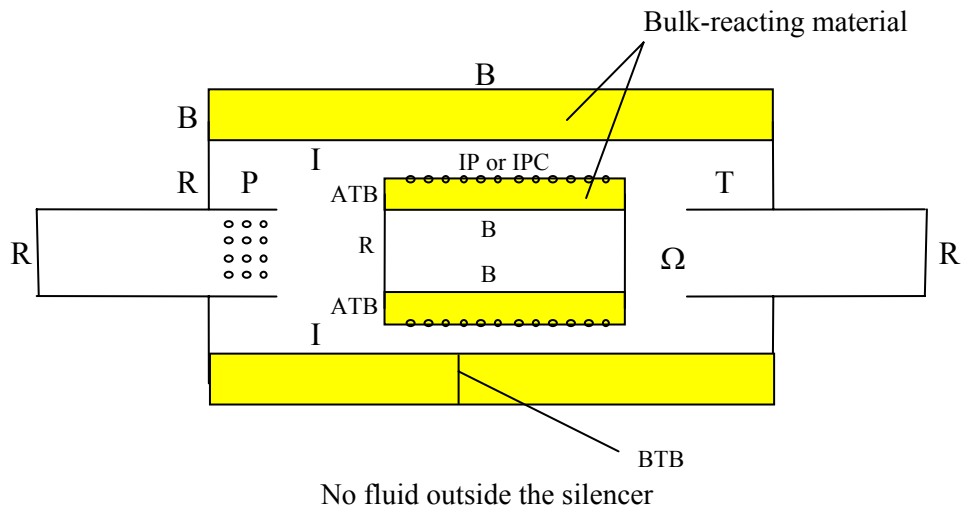 Bulk-reacting material
B
B
I
IP or IPC
R
P
ATB
T
B
R
R
Ω
R
B
ATB
I
BTB
No fluid outside the silencer